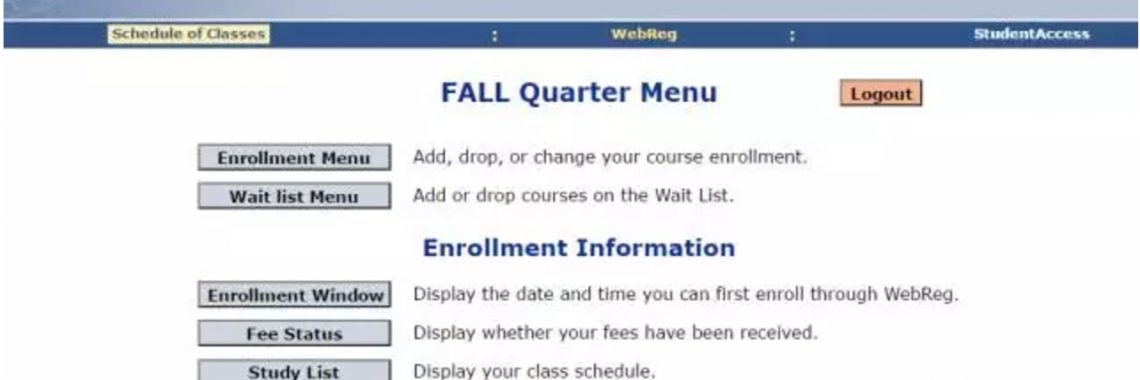 Schedule of Classes : WebReg : StudentAccess
FALL Quarter Menu Logout
Enrollment Menu Add, drop, or change your course enrollment.
Wait list Menu Add or drop courses on the Wait List.
Enrollment Information
Enrollment Window Display the date and time you can first enroll through WebReg.
Fee Status Display whether your fees have been received.
Study List Display your class schedule.